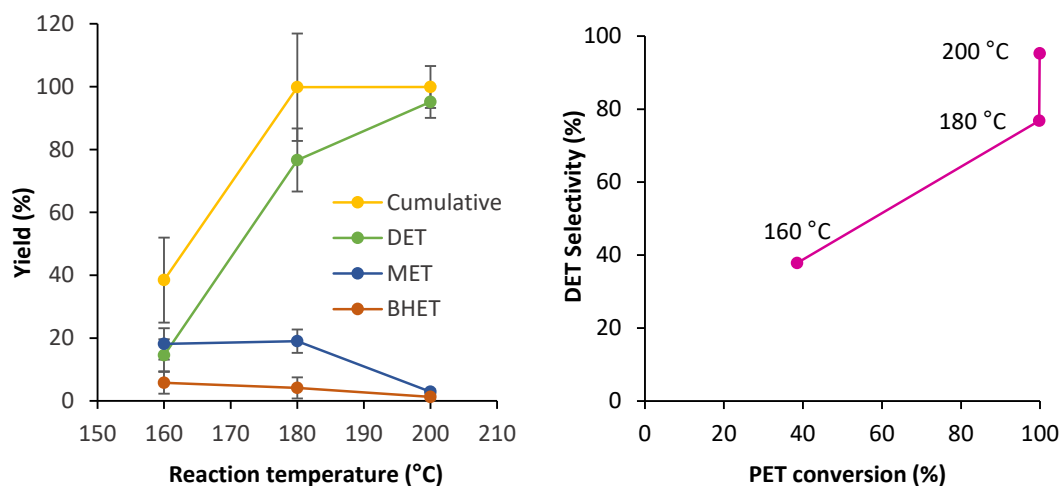 Yield (%)
120
100
80
60
40
20
0
150
160
170
180
190
200
210
Reaction temperature (°C)
Cumulative
DET
MET
BHET
DET Selectivity (%)
100
80
60
40
20
0
0
20
40
60
80
100
PET conversion (%)
200 °C
180 °C
160 °C